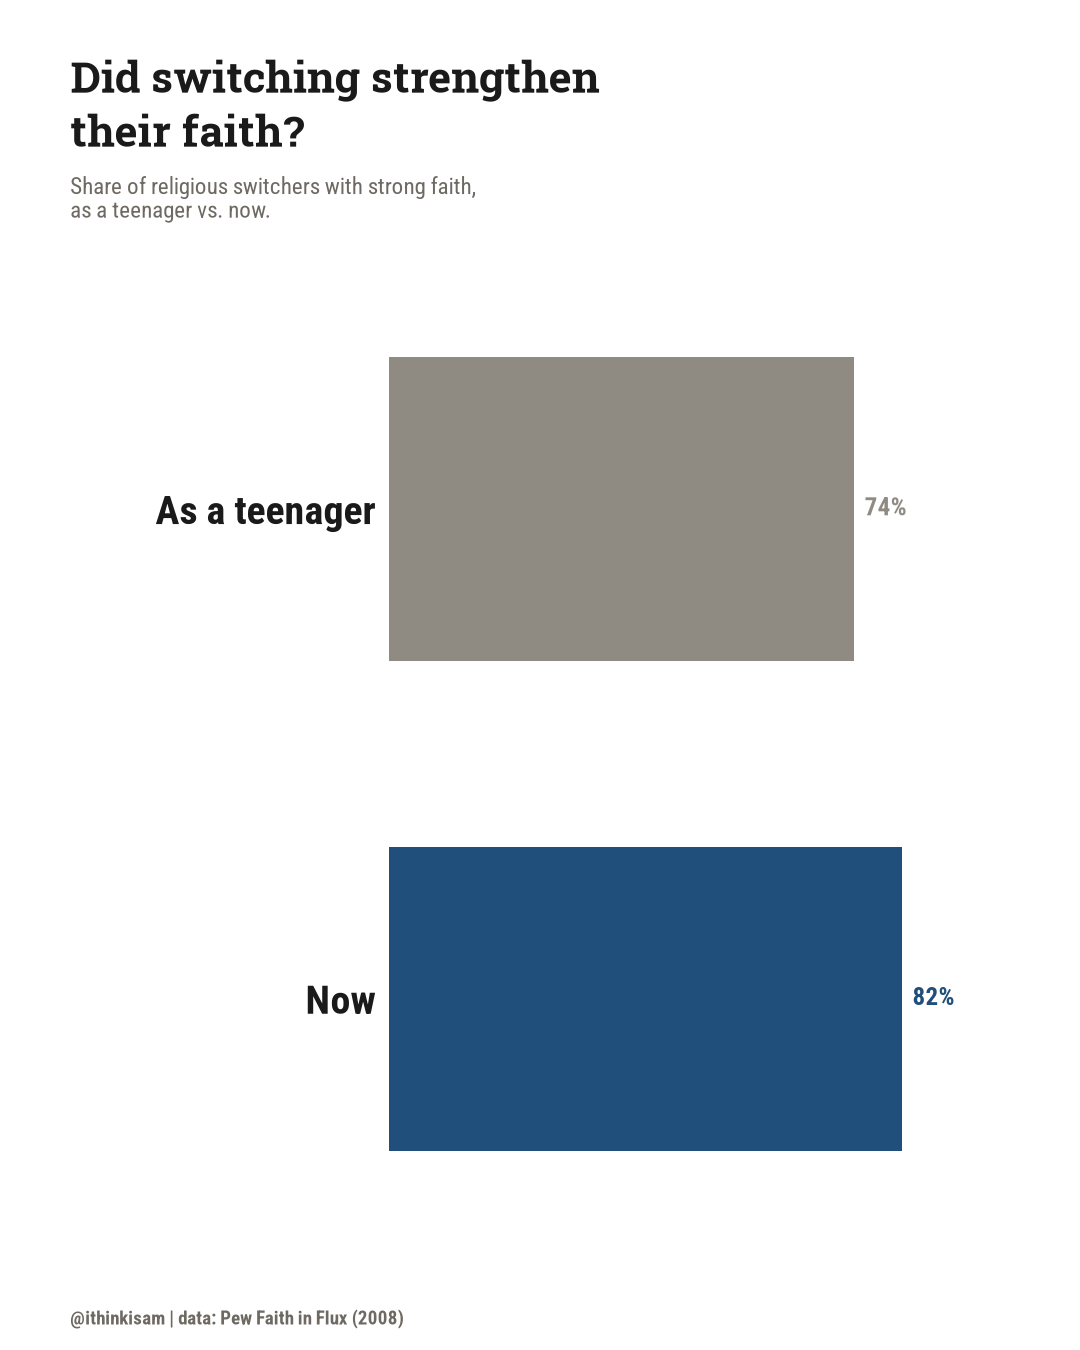 Did switching strengthen
their faith?
Share of religious switchers with strong faith,
as a teenager vs. now.
As a teenager
74%
Now
82%
@ithinkisam | data: Pew Faith in Flux (2008)